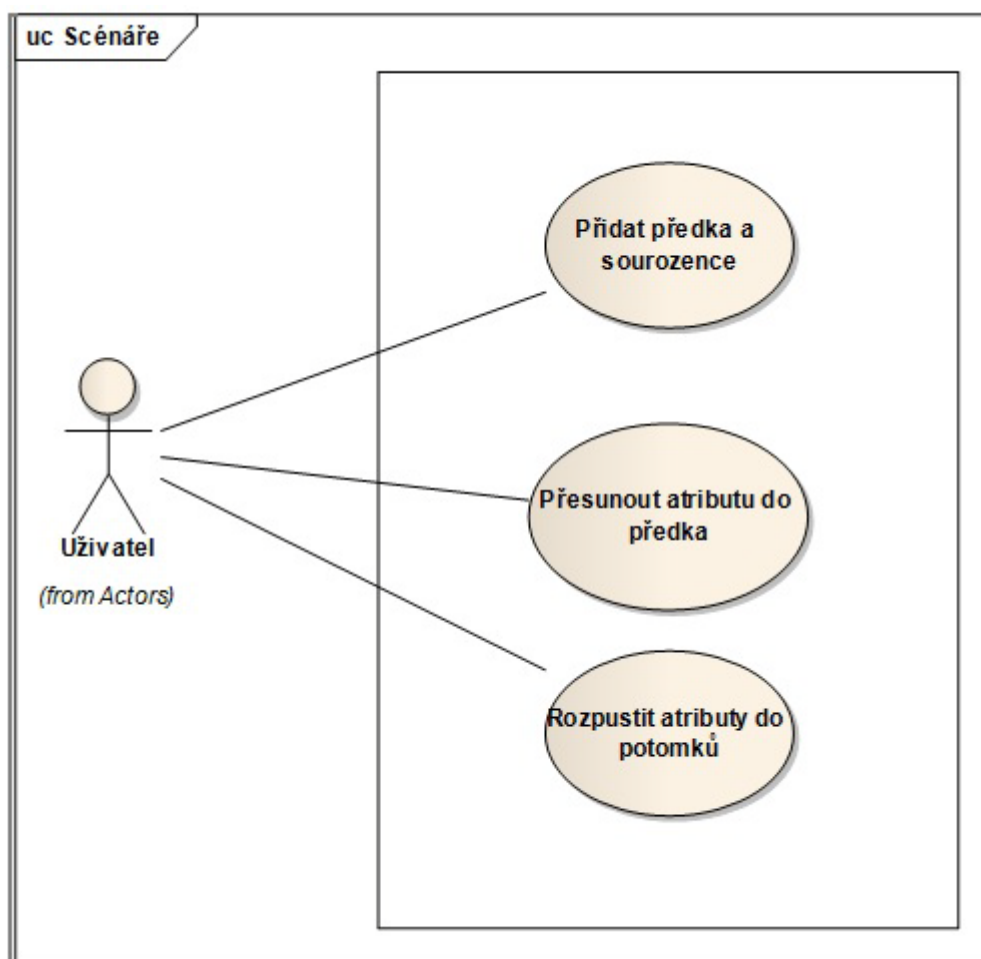 uc Scénáře
Přidat předka a
sourozence
Přesunout atributu do
předka
Uživatel
(from Actors)
Rozpustit atributy do
potomků